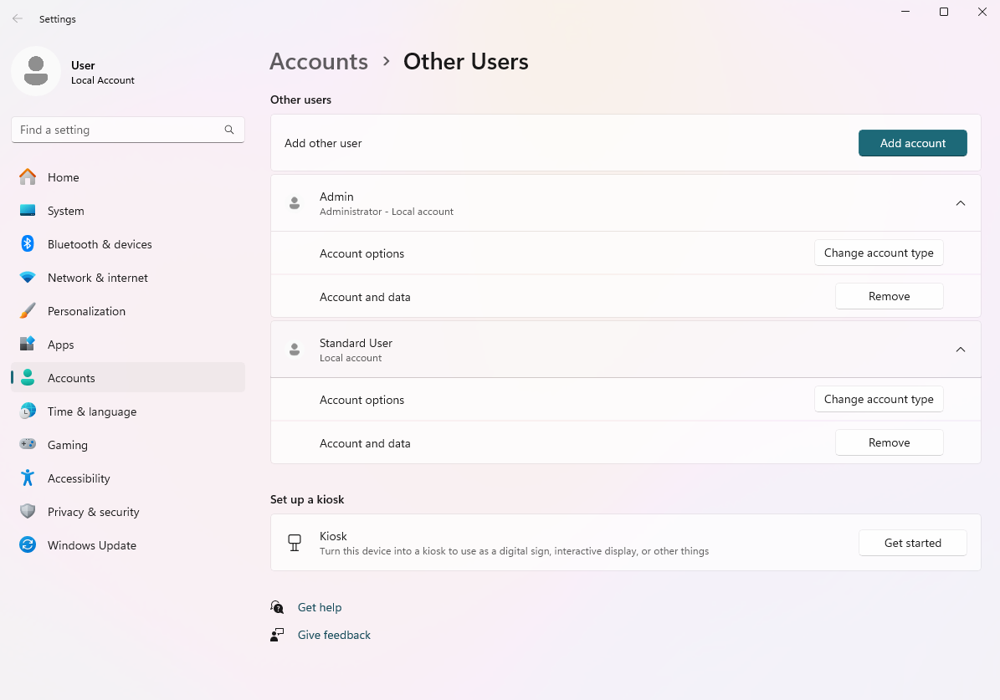 Settings
User
Local Account
Find a setting
Home
System
Bluetooth & devices
Network & internet
Personalization
Apps
Accounts
Time & language
Gaming
Accessibility
Privacy & security
Windows Update
Accounts > Other Users
Other users
Add other user
Add account
Admin
Administrator - Local account
Account options
Change account type
Account and data
Remove
Standard User
Local account
Account options
Change account type
Account and data
Remove
Set up a kiosk
Kiosk
Turn this device into a kiosk to use as a digital sign, interactive display, or other things
Get started
Get help
Give feedback